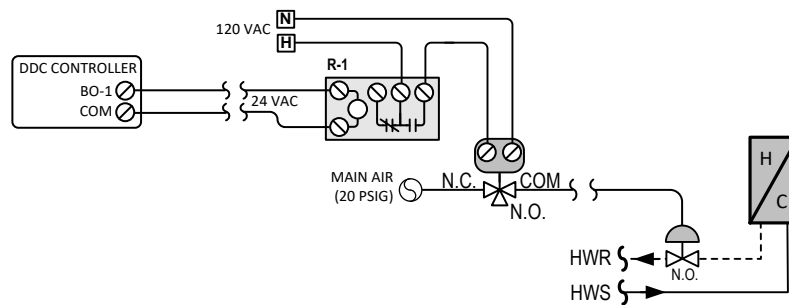 N
120 VAC
H
R-1
DDC CONTROLLER
BO-1
COM
24 VAC
MAIN AIR
(20 PSIG)
N.C.
COM
N.O.
H
C
HWR
N.O.
HWS